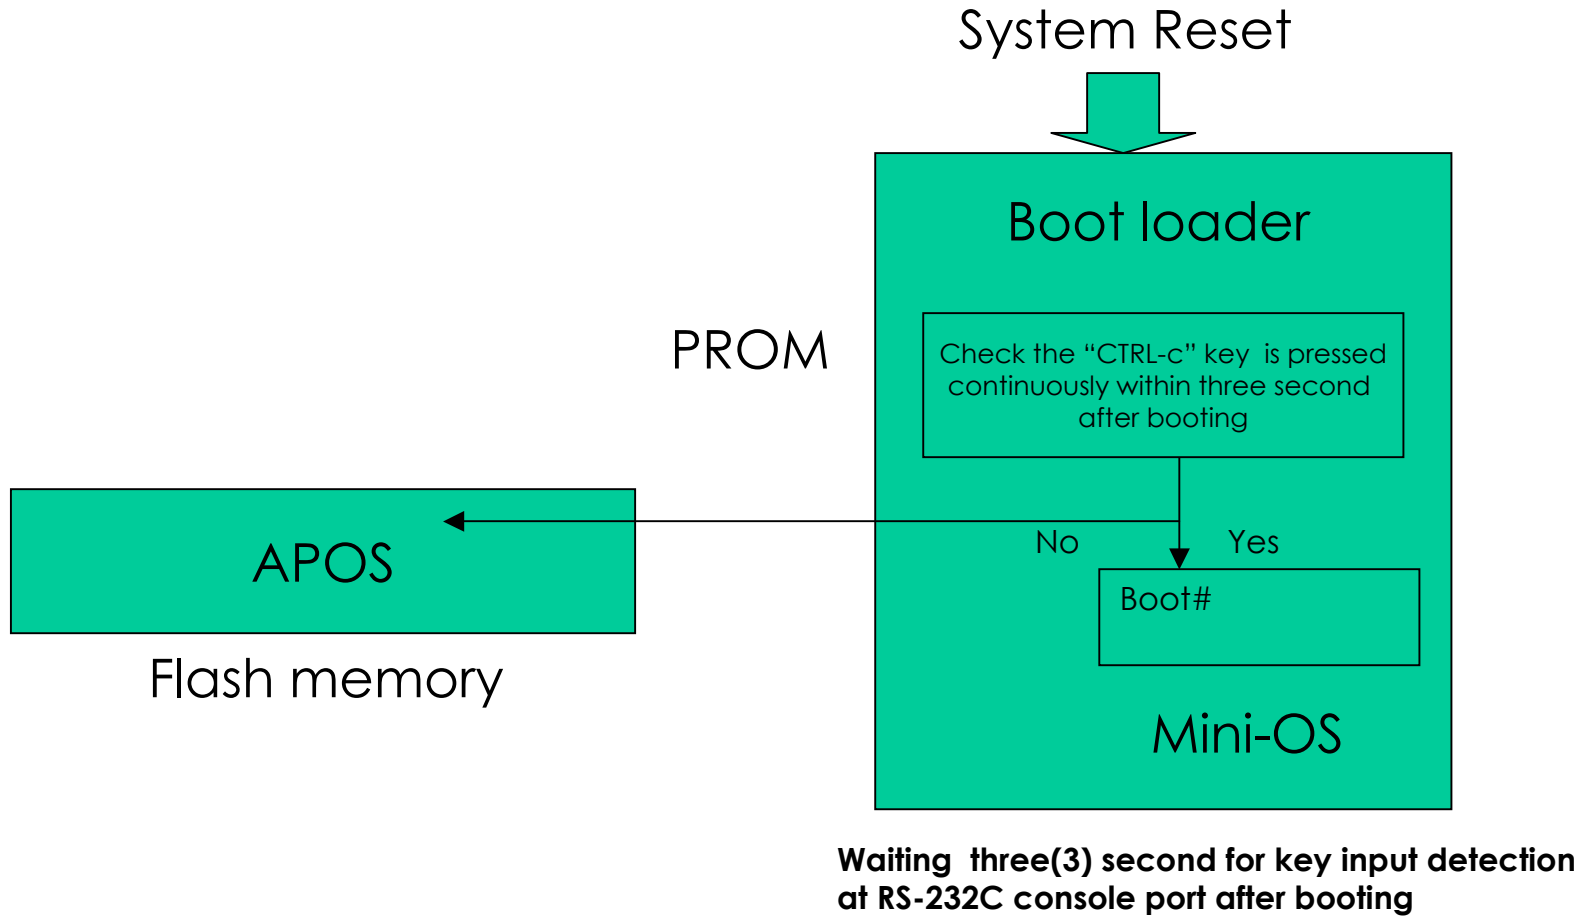 System Reset
Boot loader
PROM
Check the “CTRL-c” key  is pressed
continuously within three second
after booting
No
Yes
APOS
Boot#
Flash memory
Mini-OS
Waiting  three(3) second for key input detection
at RS-232C console port after booting